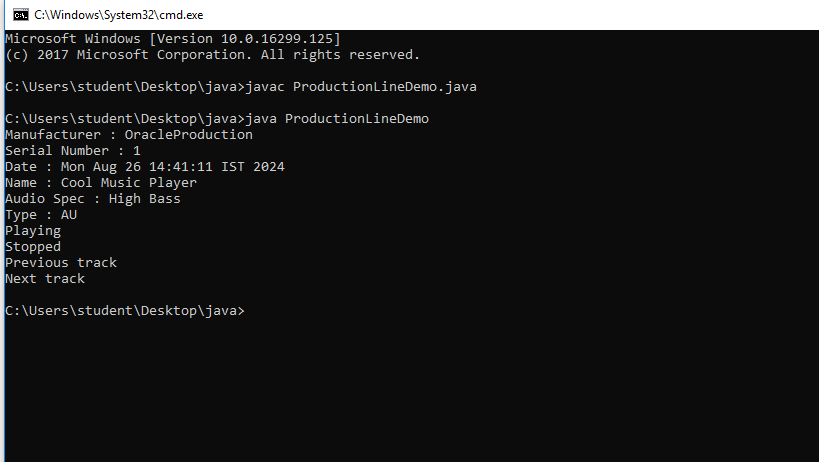 C:\Windows\System32\cmd.exe
Microsoft Windows [Version 10.0.16299.125]
(c) 2017 Microsoft Corporation. All rights reserved.
C:\Users\student\Desktop\java>javac ProductionLineDemo.java
C:\Users\student\Desktop\java>java ProductionLineDemo
Manufacturer : OracleProduction
Serial Number : 1
Date : Mon Aug 26 14:41:11 IST 2024
Name : Cool Music Player
Audio Spec : High Bass
Type : AU
Playing
Stopped
Previous track
Next track
C:\Users\student\Desktop\java>